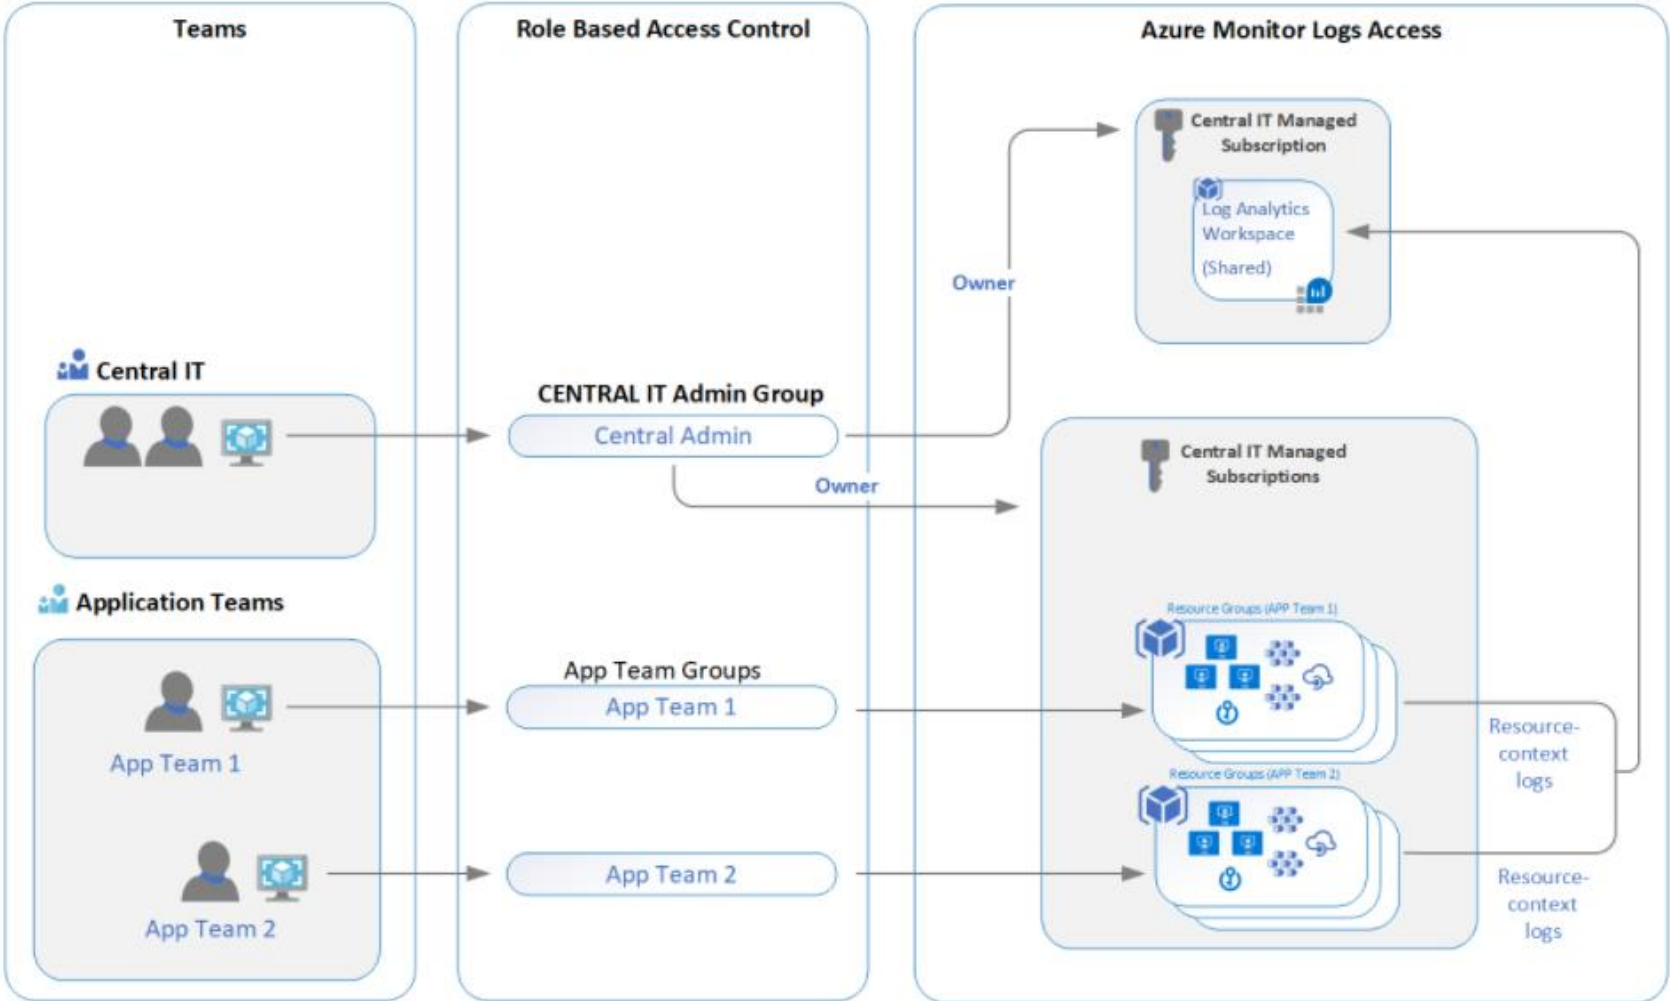 Teams
Role Based Access Control
Azure Monitor Logs Access
Central IT Managed
Subscription
Log Analytics
Workspace
(Shared)
Owner
Central IT
CENTRAL IT Admin Group
Central Admin
Owner
Central IT Managed
Subscriptions
Application Teams
Resource Groups (APP Team 1)
App Team Groups
App Team 1
App Team 1
Resource-
context
logs
Resource Groups (APP Team 2)
App Team 2
App Team 2
Resource-
context
logs